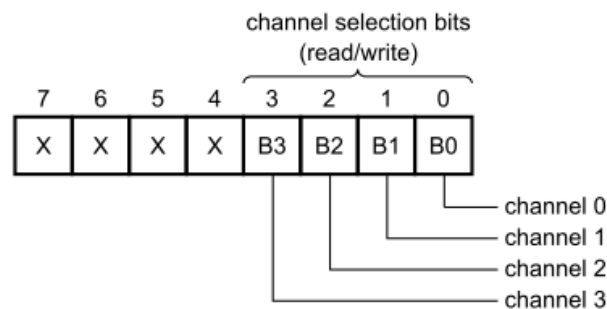 channel selection bits
(read/write)
7 6 5 4 3 2 1 0
X X X X B3 B2 B1 B0
channel 0
channel 1
channel 2
channel 3